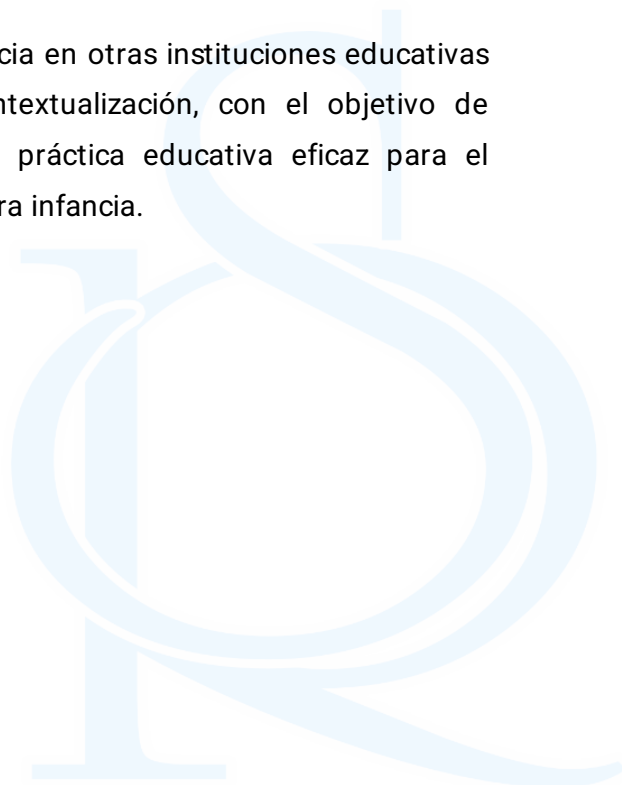 cia en otras instituciones educativas
ntextualización, con el objetivo de
práctica educativa eficaz para el
ra infancia.